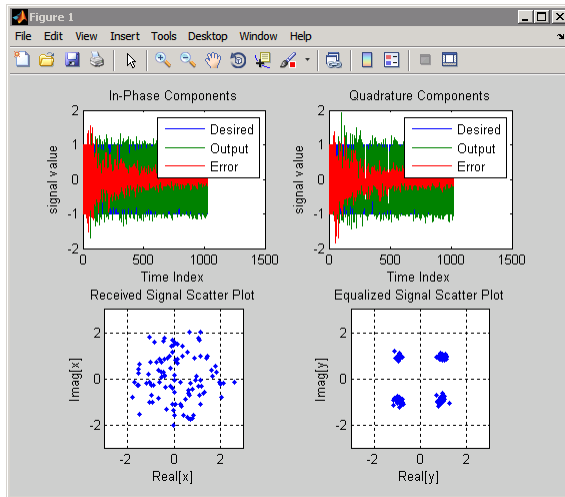 Figure 1
File Edit View Insert Tools Desktop Window Help
In-Phase Components
signal value
2
1
0
-1
-2
Desired
Output
Error
0 500 1000 1500
Time Index
Quadrature Components
signal value
2
1
0
-1
-2
Desired
Output
Error
0 500 1000 1500
Time Index
Received Signal Scatter Plot
Imag[x]
2
0
-2
-2 0 2
Real[x]
Equalized Signal Scatter Plot
Imag[y]
2
0
-2
-2 0 2
Real[y]